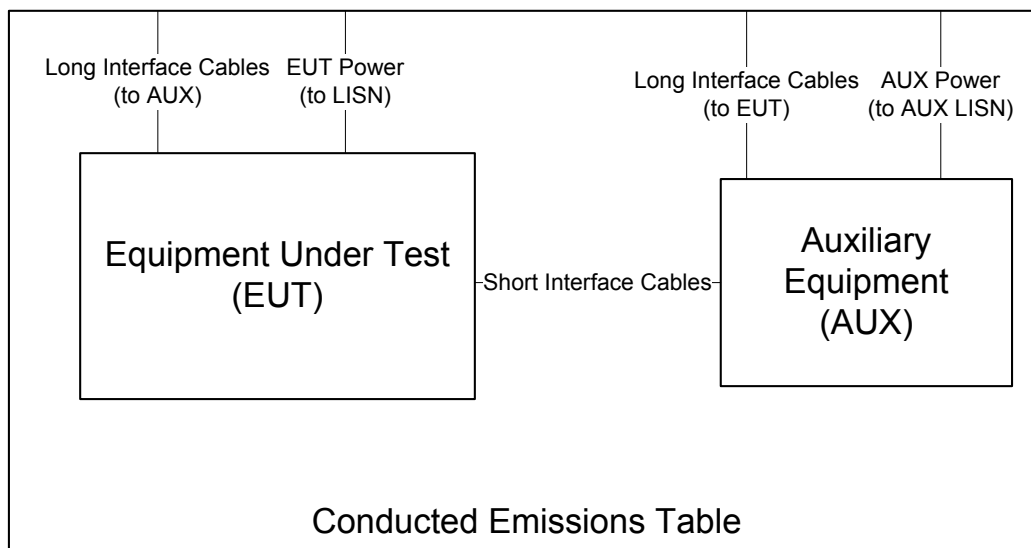 Long Interface Cables
(to AUX)
EUT Power
(to LISN)
Long Interface Cables
(to EUT)
AUX Power
(to AUX LISN)
Equipment Under Test
(EUT)
Short Interface Cables
Auxiliary
Equipment
(AUX)
Conducted Emissions Table